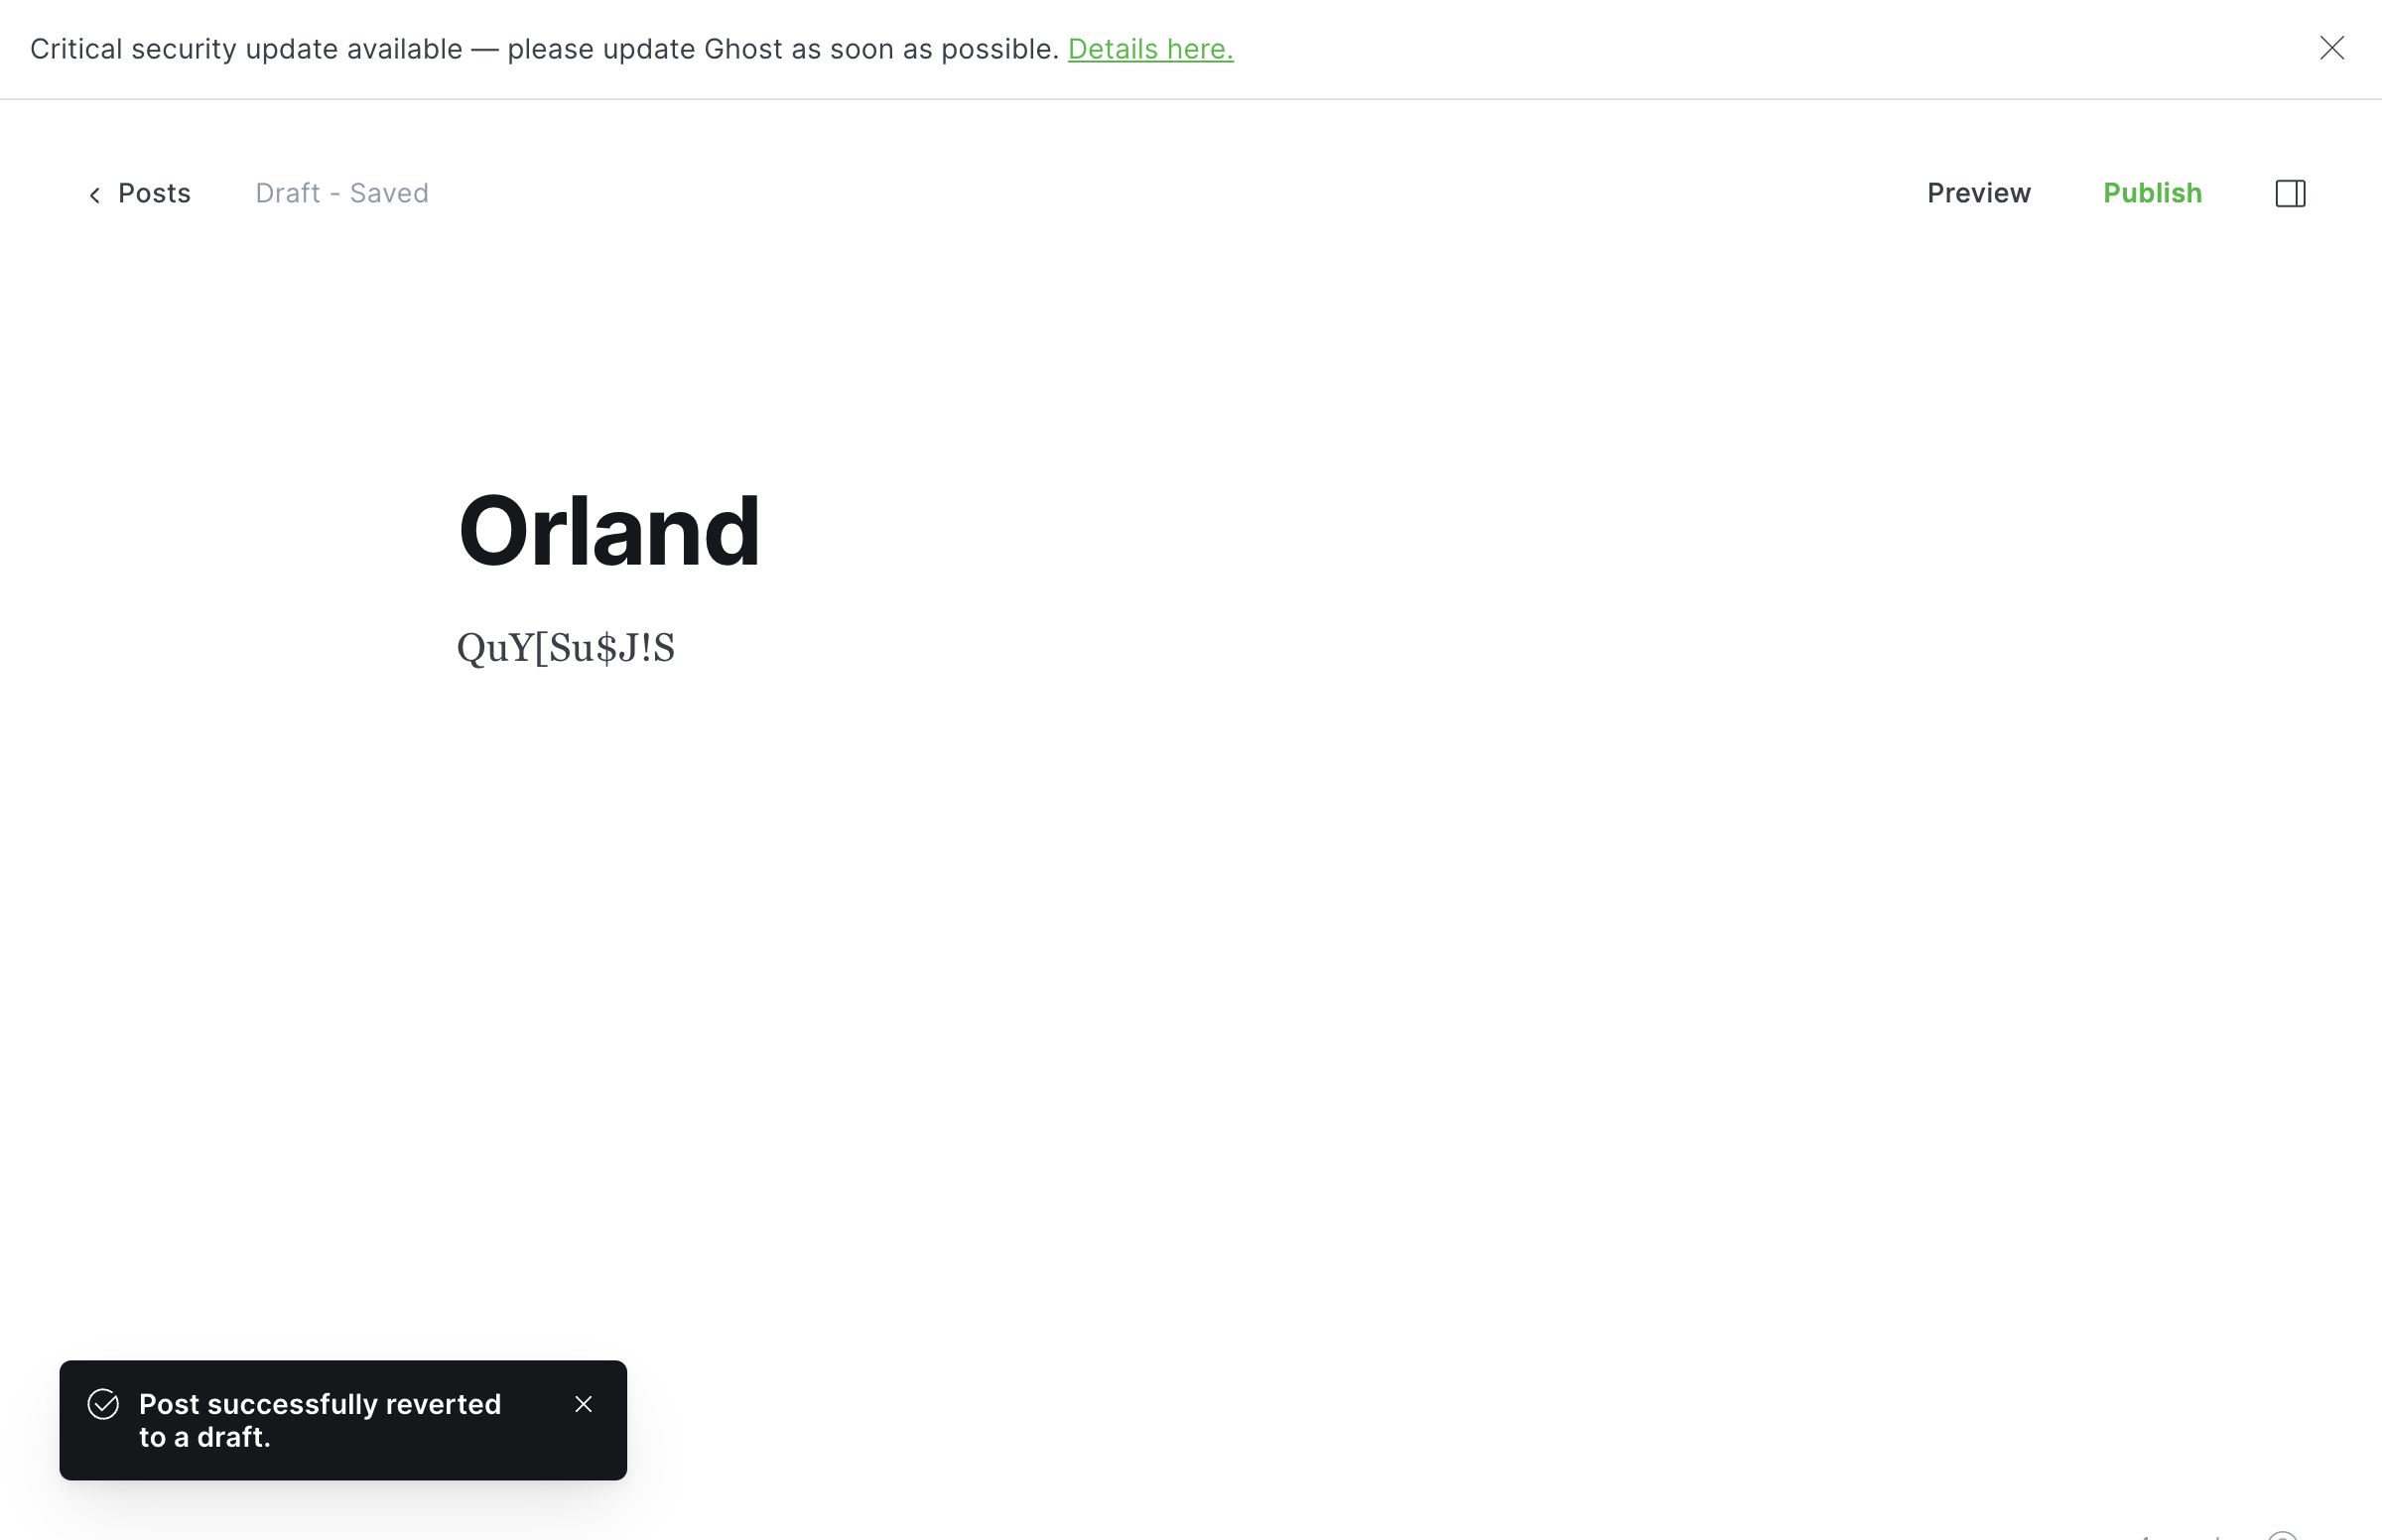 Critical security update available — please update Ghost as soon as possible. Details here.
Posts
Draft - Saved
Preview
Publish
Orland
QuY[Su$J!S
Post successfully reverted
to a draft.